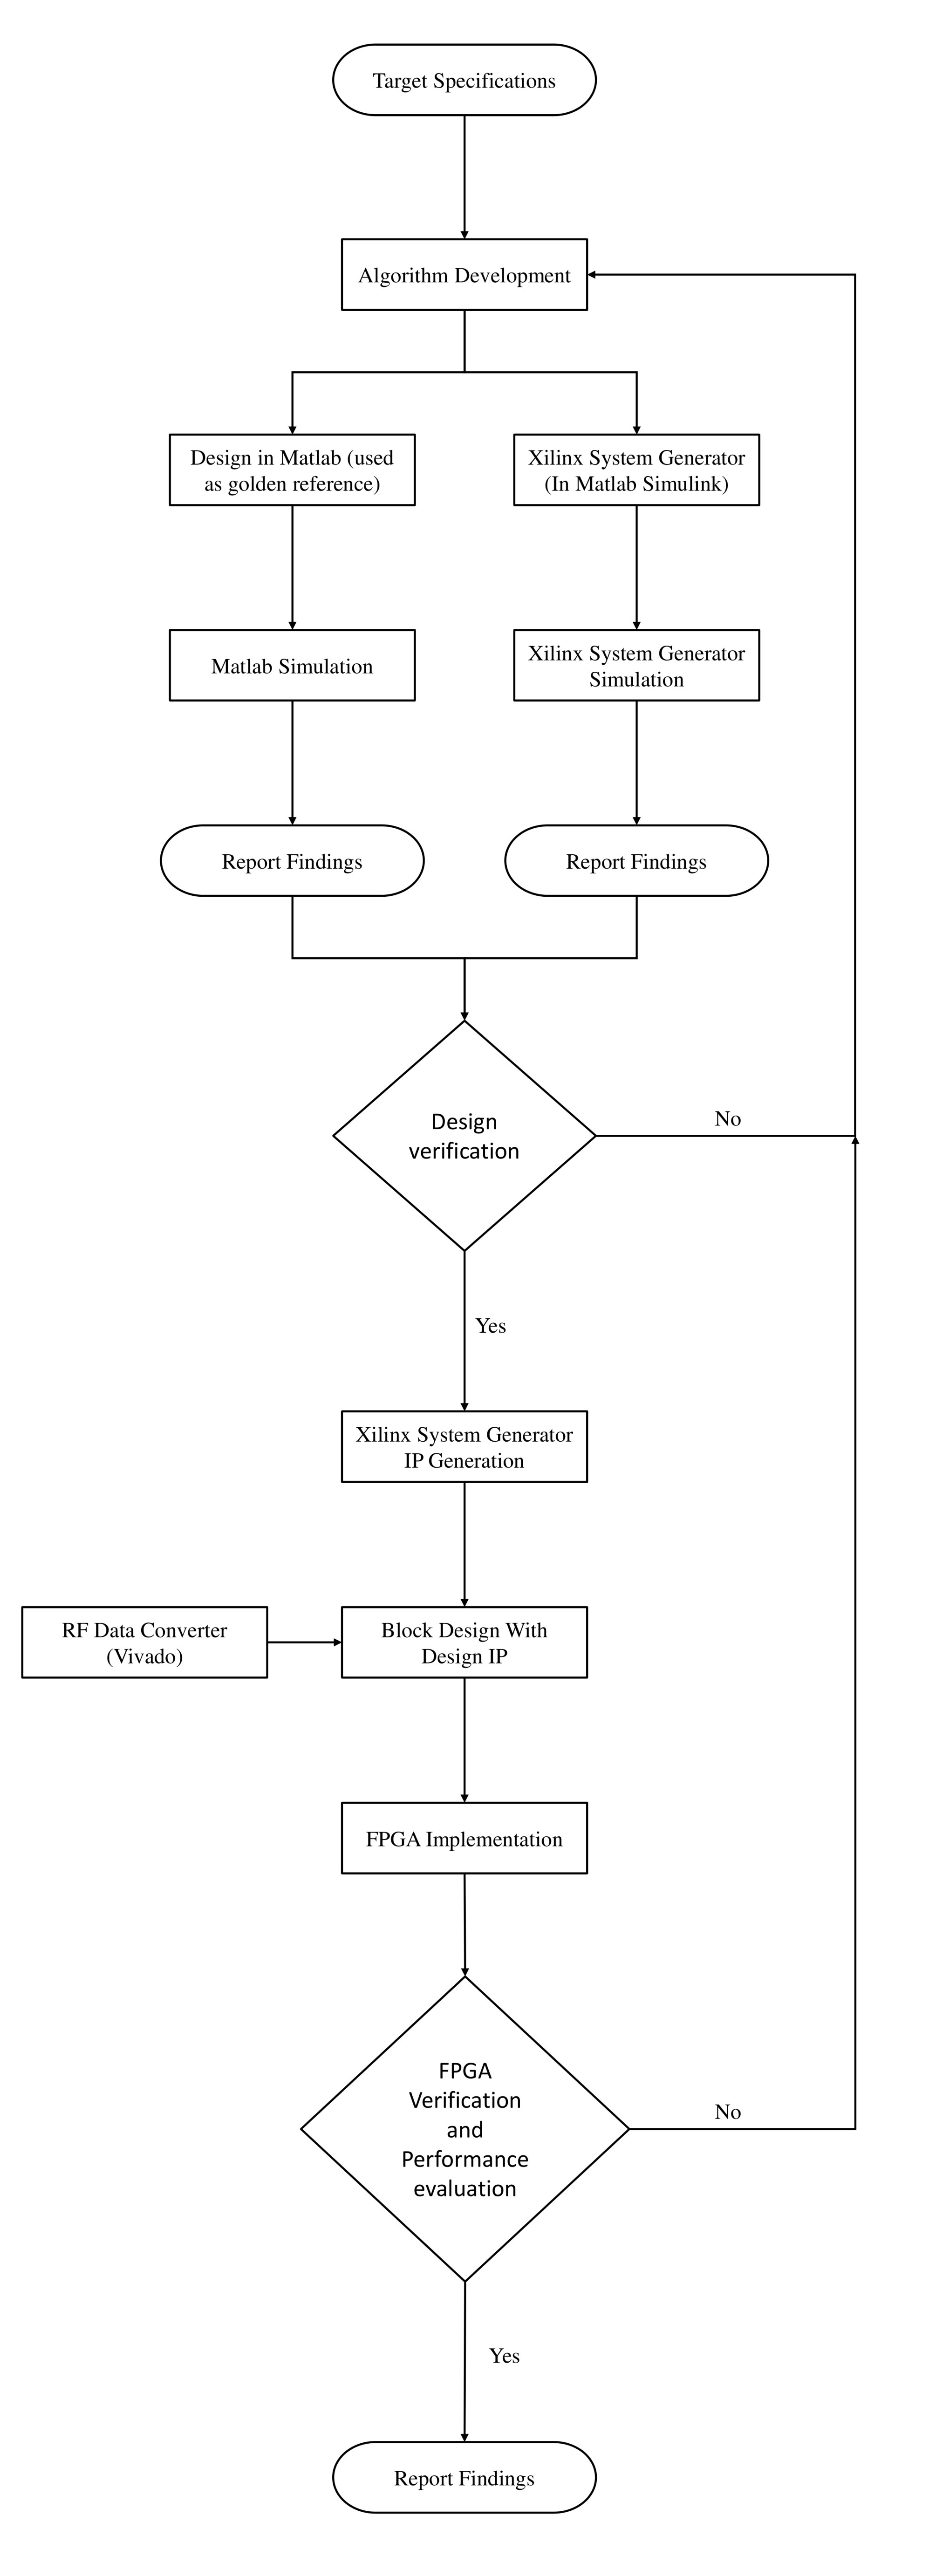 Target Specifications
Algorithm Development
Design in Matlab (used
as golden reference)
Xilinx System Generator
(In Matlab Simulink)
Matlab Simulation
Xilinx System Generator
Simulation
Report Findings
Report Findings
Design
verification
No
Yes
Xilinx System Generator
IP Generation
RF Data Converter
(Vivado)
Block Design With
Design IP
FPGA Implementation
FPGA
Verification
and
Performance
evaluation
No
Yes
Report Findings